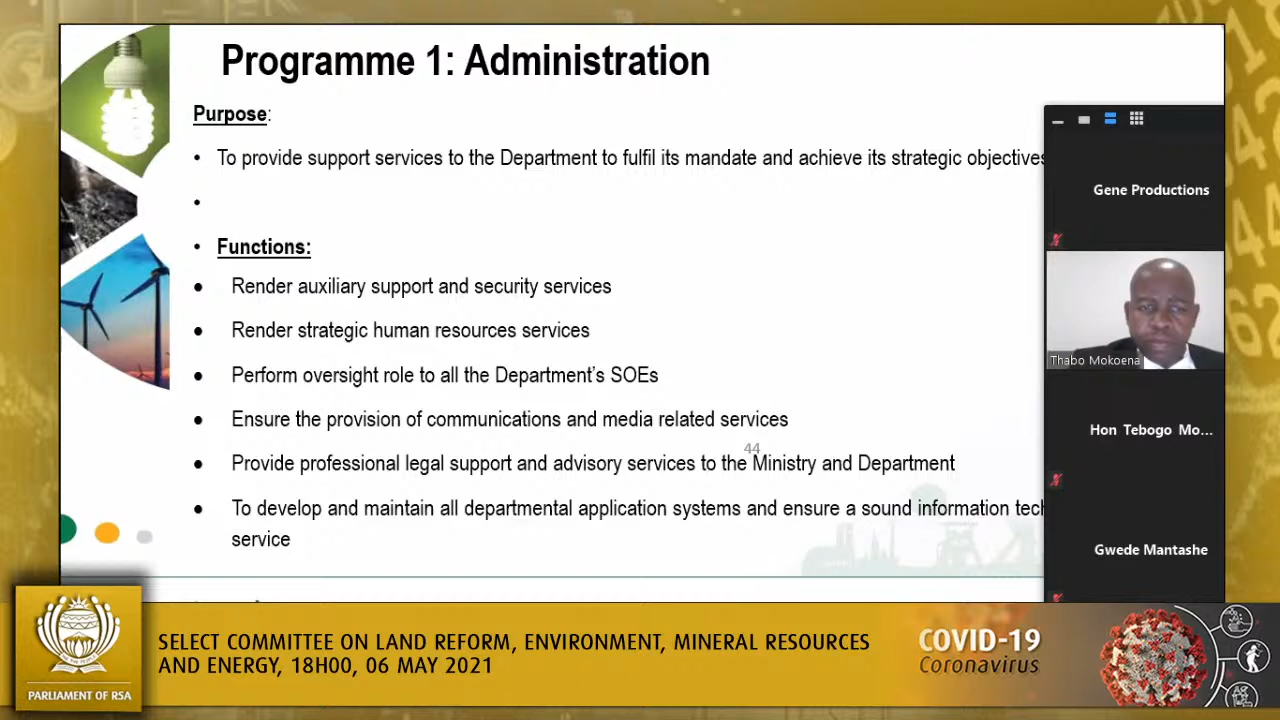 Programme 1: Administration
Purpose:
• To provide support services to the Department to fulfil its mandate and achieve its strategic objectives
•
• Functions:
● Render auxiliary support and security services
● Render strategic human resources services
● Perform oversight role to all the Department's SOEs
● Ensure the provision of communications and media related services
44
● Provide professional legal support and advisory services to the Ministry and Department
● To develop and maintain all departmental application systems and ensure a sound information tech
service
Gene Productions
Thabo Mokoena
Hon Tebogo Mo...
Gwede Mantashe
PARLIAMENT OF RSA
SELECT COMMITTEE ON LAND REFORM, ENVIRONMENT, MINERAL RESOURCES
AND ENERGY, 18H00, 06 MAY 2021
COVID-19
Coronavirus